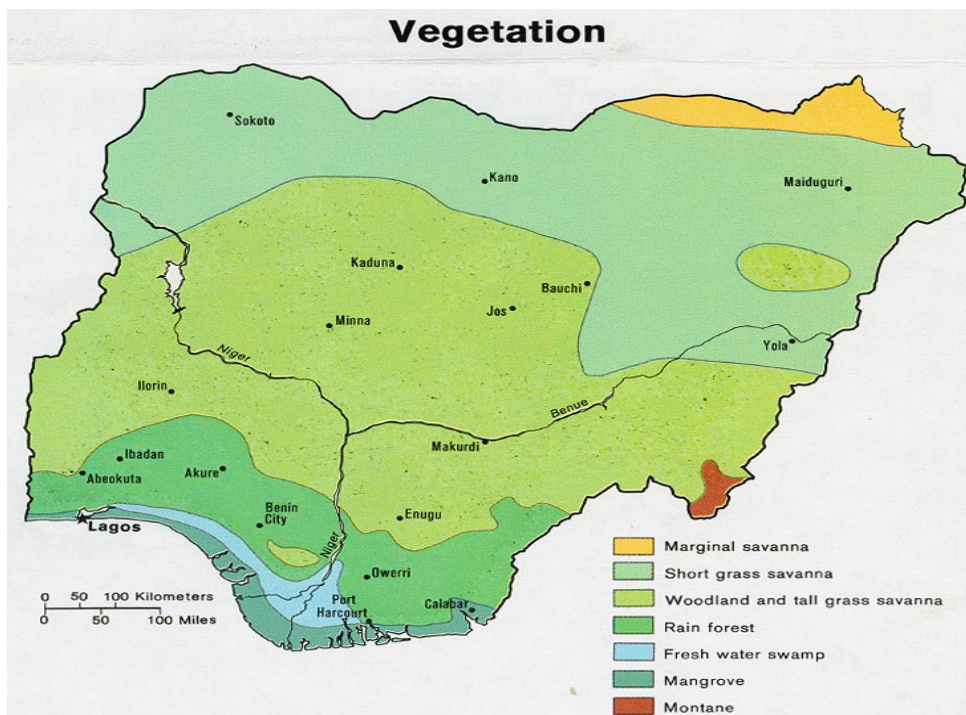 Vegetation
Sokoto
Kano
Maiduguri
Kaduna
Bauchi
Jos
Minna
Yola
Niger
Ilorin
Benue
Makurdi
Ibadan
Akure
Abeokuta
Benin
City
Enugu
Lagos
Niger
Owerri
Port
Harcourt
Calabar
0 50 100 Kilometers
0 50 100 Miles
Marginal savanna
Short grass savanna
Woodland and tall grass savanna
Rain forest
Fresh water swamp
Mangrove
Montane